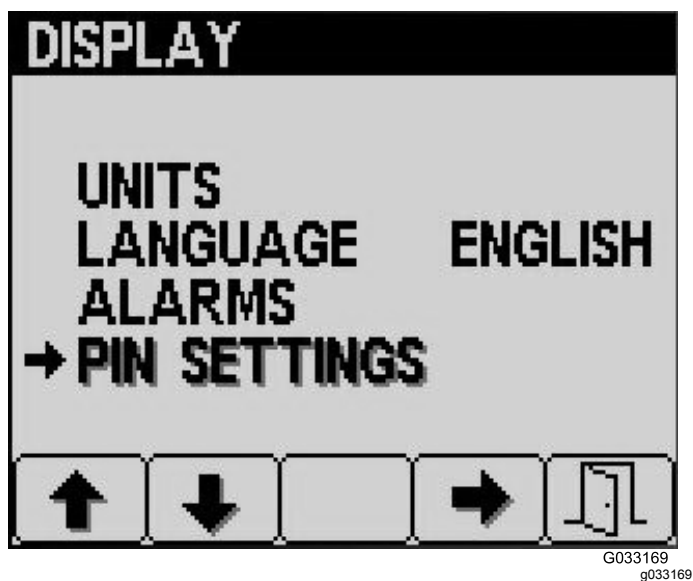 DISPLAY
UNITS
LANGUAGE ENGLISH
ALARMS
PIN SETTINGS
G033169
g033169